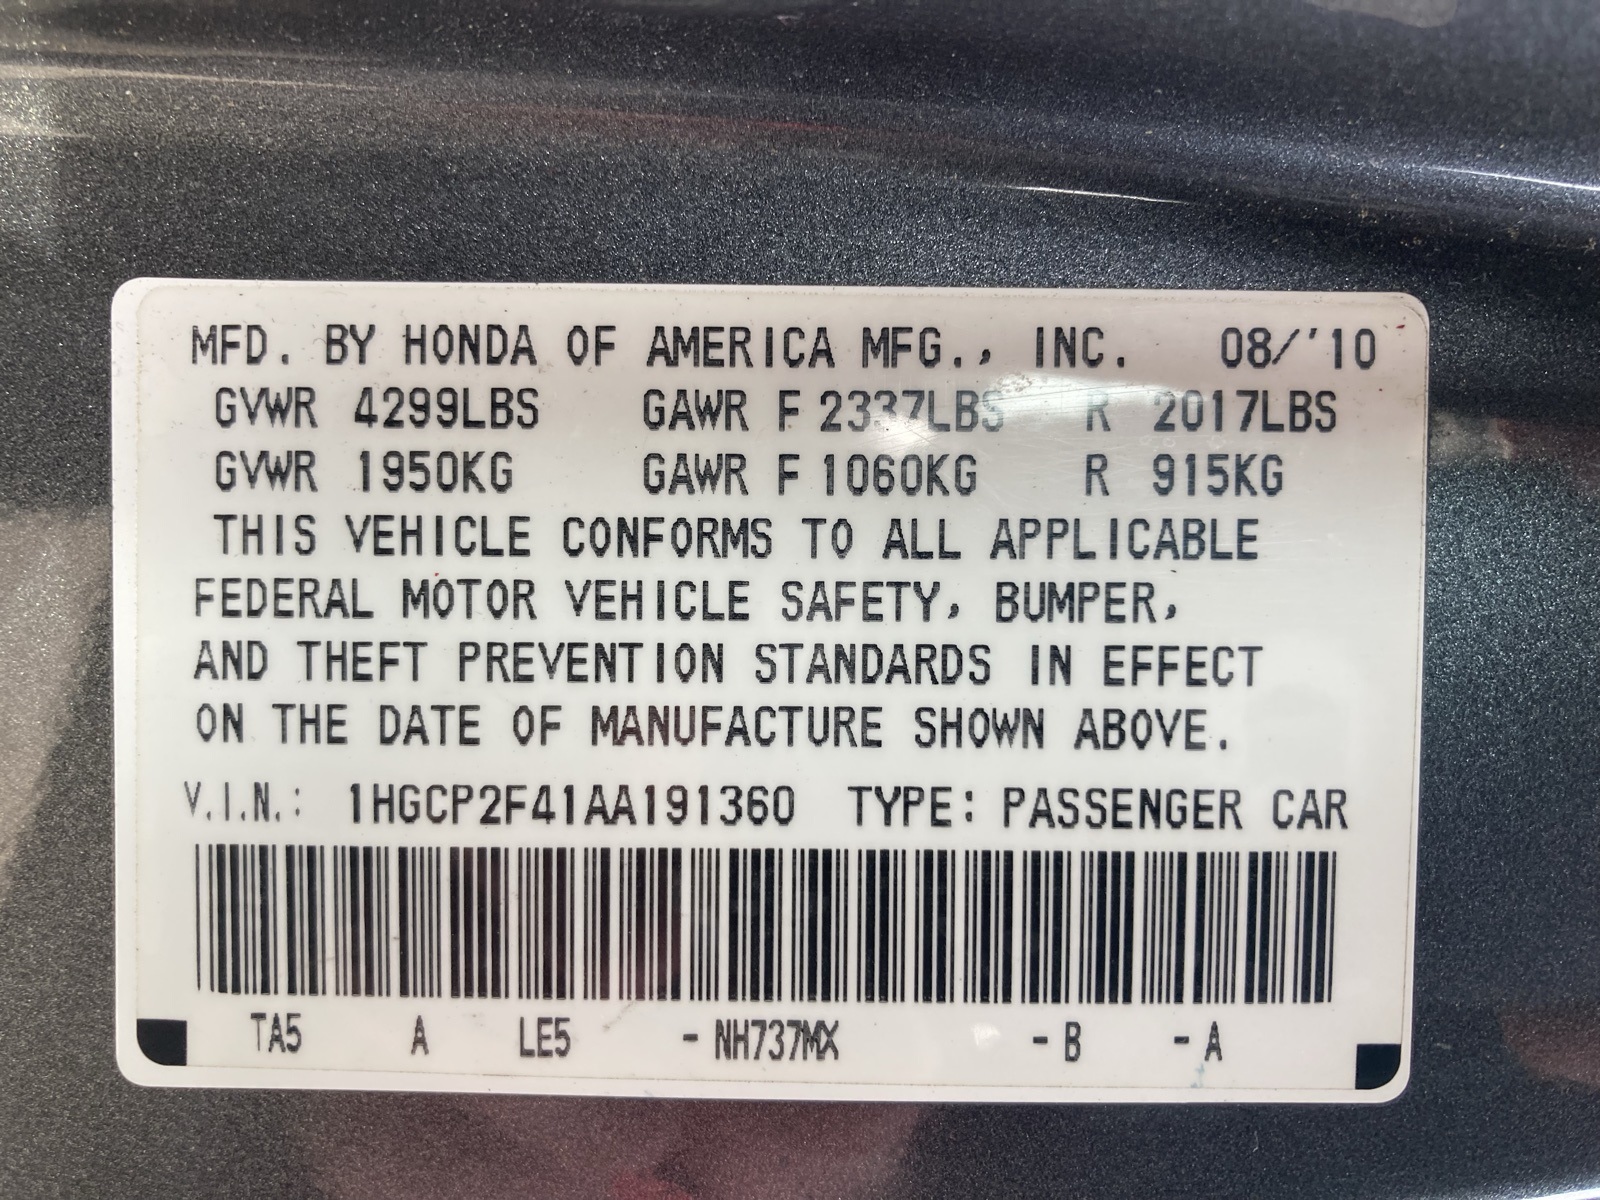 MFD. BY HONDA OF AMERICA MFG., INC. 08/'10
GVWR 4299LBS GAWR F 2337LBS R 2017LBS
GVWR 1950KG GAWR F 1060KG R 915KG
THIS VEHICLE CONFORMS TO ALL APPLICABLE
FEDERAL MOTOR VEHICLE SAFETY, BUMPER,
AND THEFT PREVENTION STANDARDS IN EFFECT
ON THE DATE OF MANUFACTURE SHOWN ABOVE.
V.I.N.: 1HGCP2F41AA191360 TYPE: PASSENGER CAR
TA5 A LE5 -NH737MX -B -A